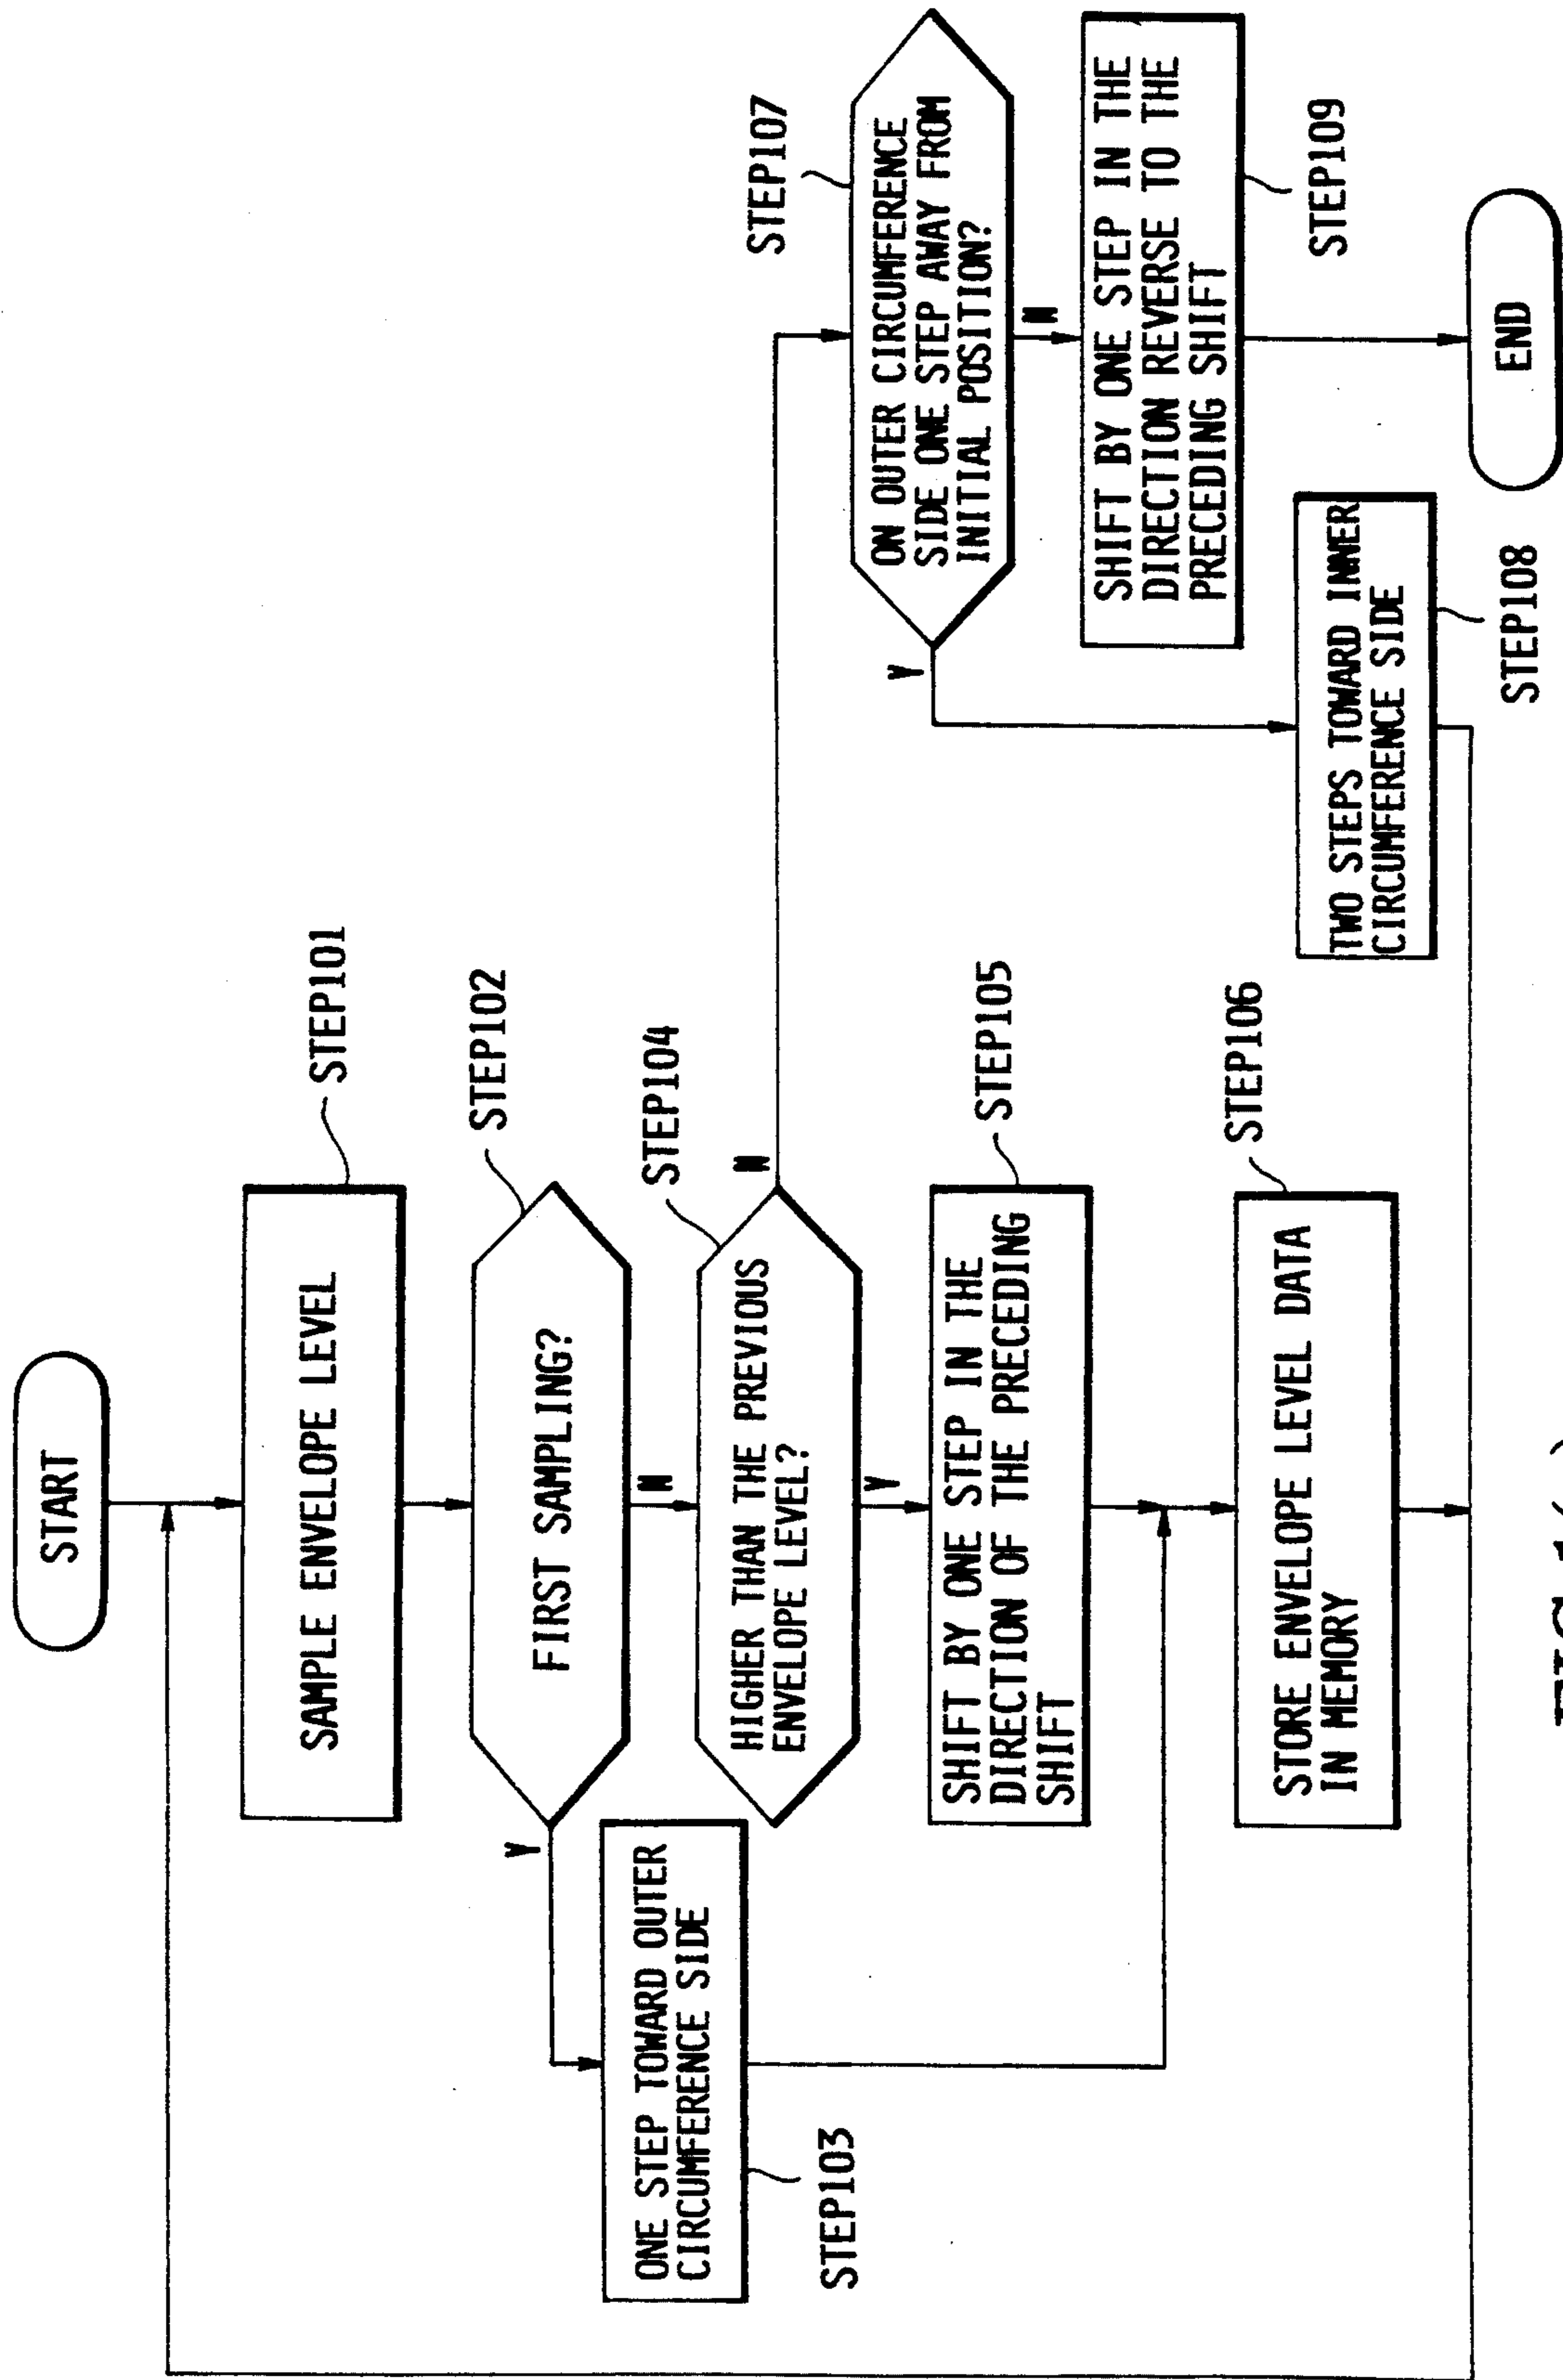 START
SAMPLE ENVELOPE LEVEL
STEP101
FIRST SAMPLING?
STEP102
Y
N
ONE STEP TOWARD OUTER
CIRCUMFERENCE SIDE
STEP103
HIGHER THAN THE PREVIOUS
ENVELOPE LEVEL?
STEP104
N
Y
SHIFT BY ONE STEP IN THE
DIRECTION OF THE PRECEDING
SHIFT
STEP105
STORE ENVELOPE LEVEL DATA
IN MEMORY
STEP106
ON OUTER CIRCUMFERENCE
SIDE ONE STEP AWAY FROM
INITIAL POSITION?
STEP107
Y
N
SHIFT BY ONE STEP IN THE
DIRECTION REVERSE TO THE
PRECEDING SHIFT
STEP109
TWO STEPS TOWARD INNER
CIRCUMFERENCE SIDE
STEP108
END